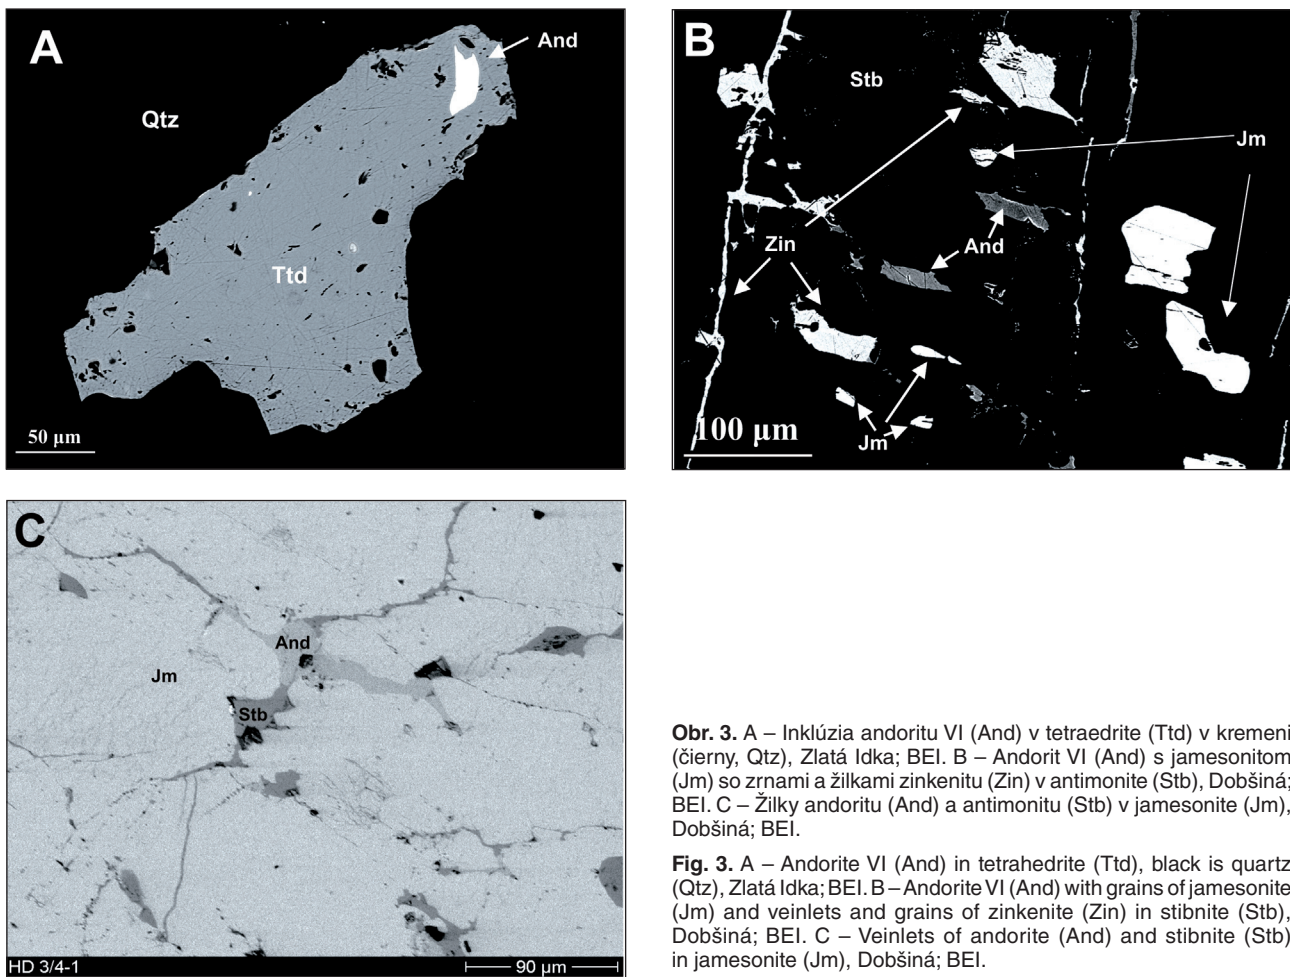 A
And
Qtz
Ttd
50 µm
B
Stb
Jm
Zin
And
Jm
100 µm
C
And
Jm
Stb
HD 3/4-1
90 µm
Obr. 3. A – Inklúzia andoritu VI (And) v tetraedrite (Ttd) v kremeni
(čierny, Qtz), Zlatá Idka; BEI. B – Andorit VI (And) s jamesonitom
(Jm) so zrnami a žilkami zinkenitu (Zin) v antimonite (Stb), Dobšiná;
BEI. C – Žilky andoritu (And) a antimonitu (Stb) v jamesonite (Jm),
Dobšiná; BEI.
Fig. 3. A – Andorite VI (And) in tetrahedrite (Ttd), black is quartz
(Qtz), Zlatá Idka; BEI. B – Andorite VI (And) with grains of jamesonite
(Jm) and veinlets and grains of zinkenite (Zin) in stibnite (Stb),
Dobšiná; BEI. C – Veinlets of andorite (And) and stibnite (Stb)
in jamesonite (Jm), Dobšiná; BEI.